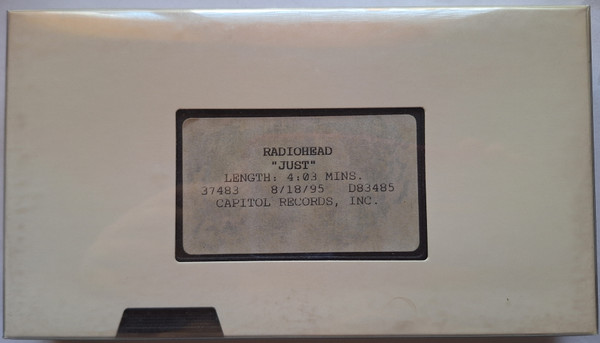 RADIOHEAD
"JUST"
LENGTH: 4:03 MINS.
37483 8/18/95 D83485
CAPITOL RECORDS, INC.